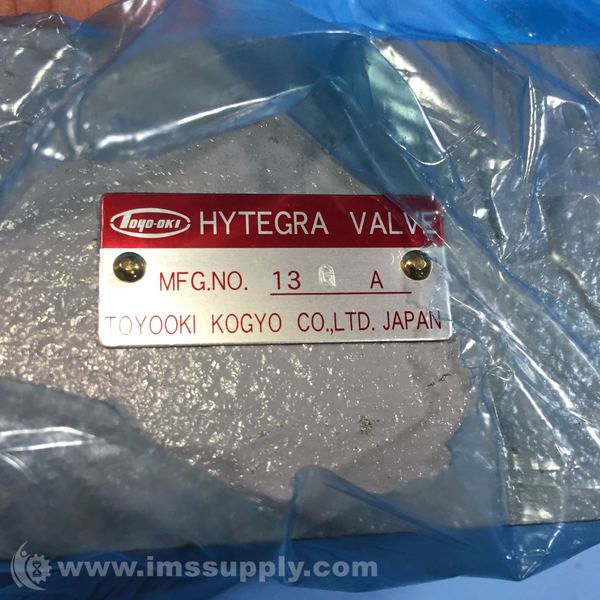 TOYO-OKI HYTEGRA VALVE
MFG.NO. 13 A
TOYOOKI KOGYO CO.,LTD. JAPAN
www.imssupply.com